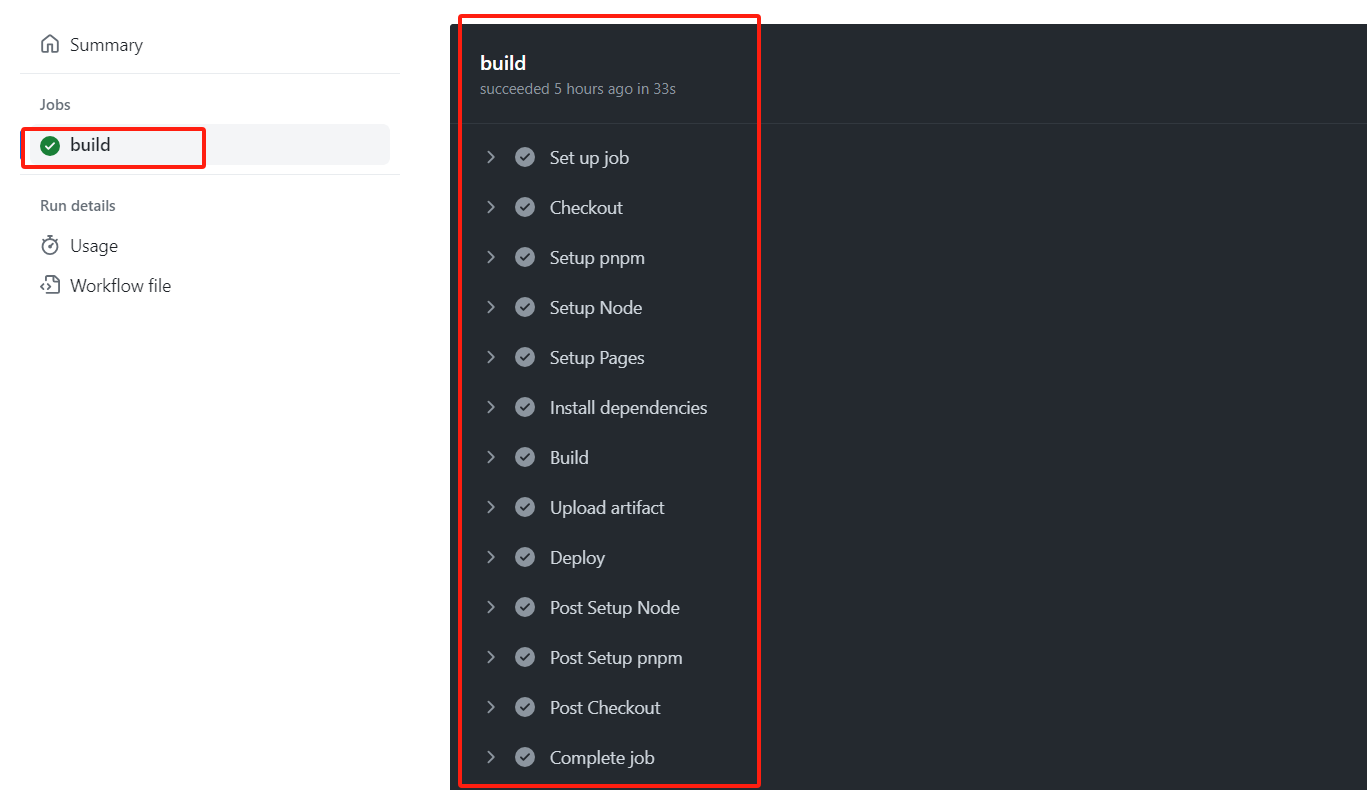 Summary
Jobs
build
Run details
Usage
Workflow file
build
succeeded 5 hours ago in 33s
Set up job
Checkout
Setup pnpm
Setup Node
Setup Pages
Install dependencies
Build
Upload artifact
Deploy
Post Setup Node
Post Setup pnpm
Post Checkout
Complete job